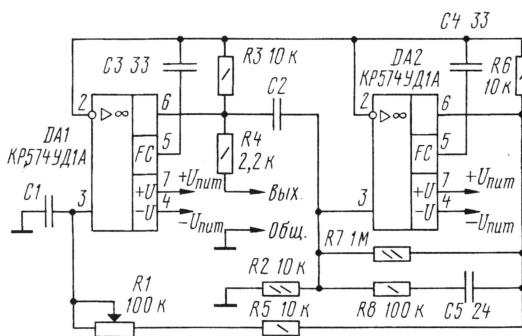 C4 33
C3 33
R3 10 к
C2
DA2
КР574УД1А
R6
10 к
2
▷ ∞
6
DA1
КР574УД1А
FC
5
R4
2,2 к
7
+U
+Uпит
4
-U
-Uпит
3
C1
Вых.
Общ.
2
▷ ∞
6
FC
5
7
+U
+Uпит
4
-U
-Uпит
3
R7 1М
R1
100 к
R2 10 к
R5 10 к
R8 100 к
C5 24